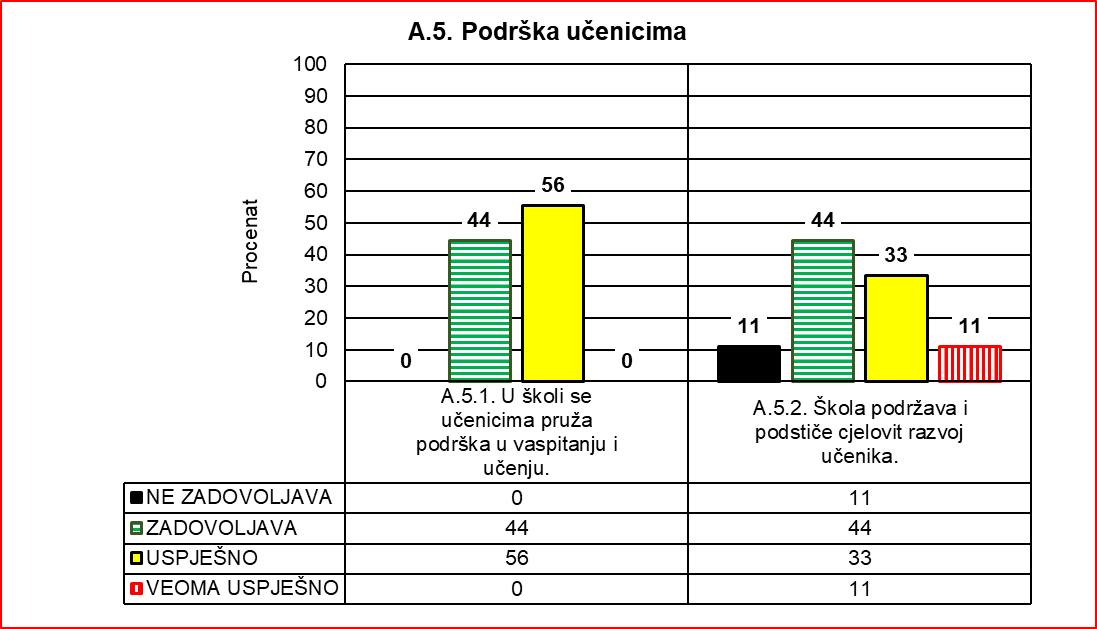 A.5. Podrška učenicima
Procenat
100
90
80
70
60
50
40
30
20
10
0
0
44
56
0
11
44
33
11
A.5.1. U školi se
učenicima pruža
podrška u vaspitanju i
učenju.
A.5.2. Škola podržava i
podstiče cjelovit razvoj
učenika.
NE ZADOVOLJAVA 0 11
ZADOVOLJAVA 44 44
USPJEŠNO 56 33
VEOMA USPJEŠNO 0 11